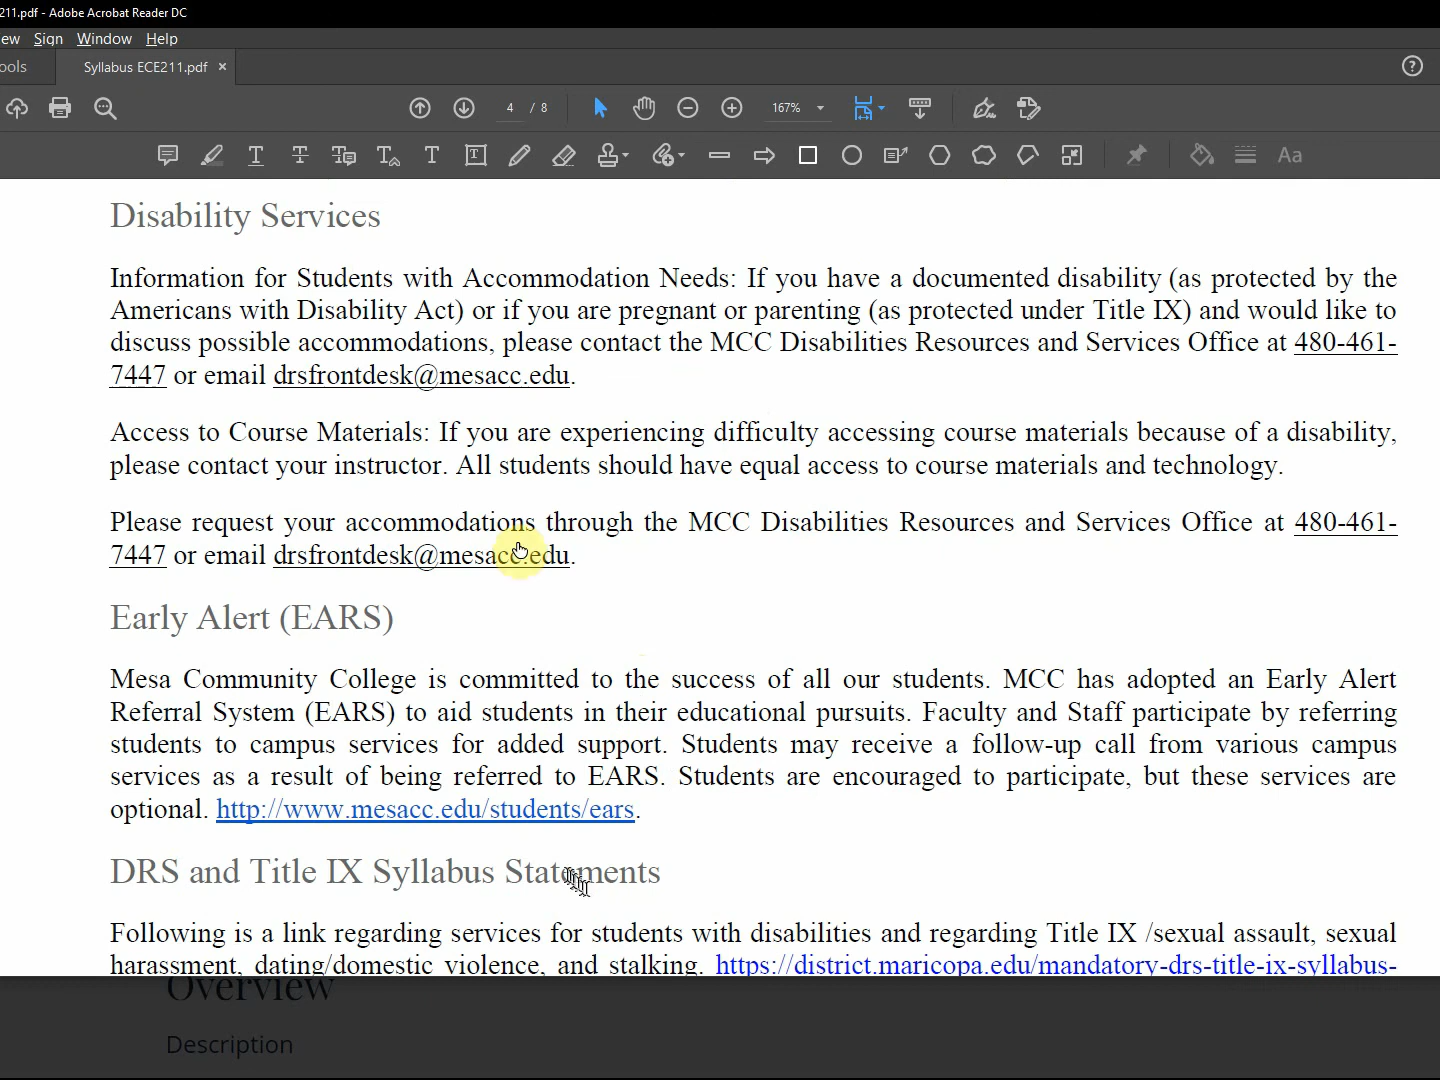 211.pdf - Adobe Acrobat Reader DC
ew Sign Window Help
ools Syllabus ECE211.pdf ×
4 / 8 167%
Aa
Disability Services
Information for Students with Accommodation Needs: If you have a documented disability (as protected by the
Americans with Disability Act) or if you are pregnant or parenting (as protected under Title IX) and would like to
discuss possible accommodations, please contact the MCC Disabilities Resources and Services Office at 480-461-
7447 or email drsfrontdesk@mesacc.edu.
Access to Course Materials: If you are experiencing difficulty accessing course materials because of a disability,
please contact your instructor. All students should have equal access to course materials and technology.
Please request your accommodations through the MCC Disabilities Resources and Services Office at 480-461-
7447 or email drsfrontdesk@mesacc.edu.
Early Alert (EARS)
Mesa Community College is committed to the success of all our students. MCC has adopted an Early Alert
Referral System (EARS) to aid students in their educational pursuits. Faculty and Staff participate by referring
students to campus services for added support. Students may receive a follow-up call from various campus
services as a result of being referred to EARS. Students are encouraged to participate, but these services are
optional. http://www.mesacc.edu/students/ears.
DRS and Title IX Syllabus Statements
Following is a link regarding services for students with disabilities and regarding Title IX /sexual assault, sexual
harassment, dating/domestic violence, and stalking. https://district.maricopa.edu/mandatory-drs-title-ix-syllabus-
Overview
Description